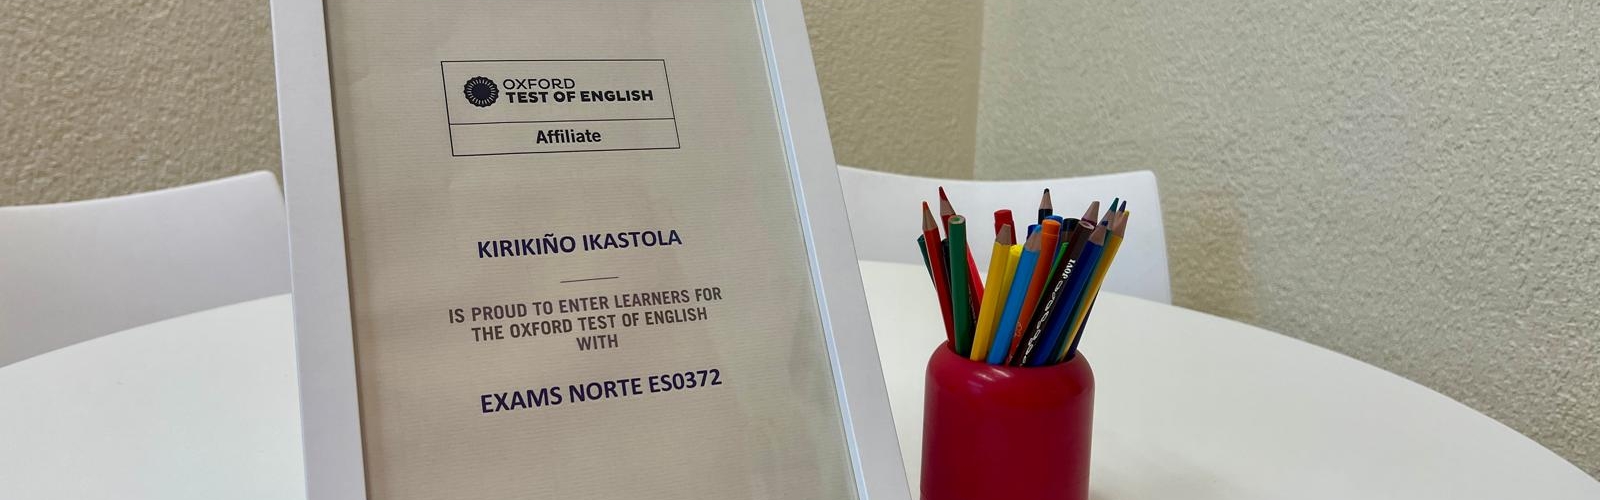 OXFORD
TEST OF ENGLISH
Affiliate
KIRIKIÑO IKASTOLA
IS PROUD TO ENTER LEARNERS FOR
THE OXFORD TEST OF ENGLISH
WITH
EXAMS NORTE ES0372